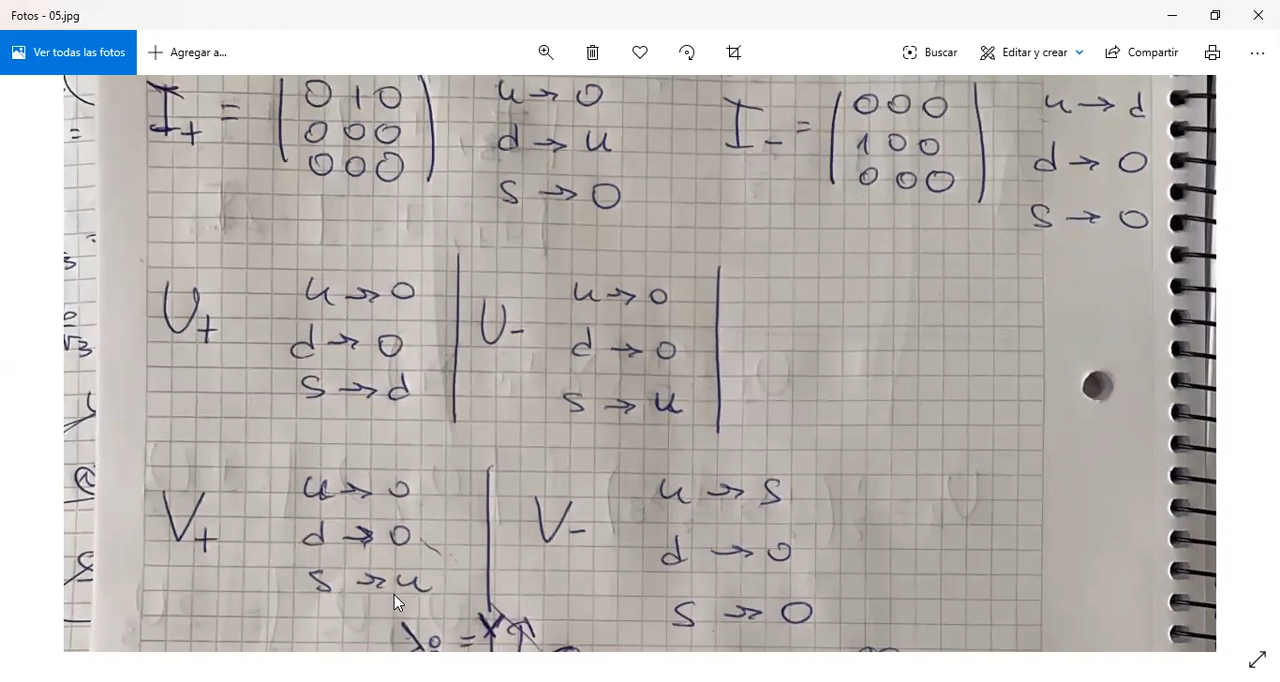 Fotos - 05.jpg
Ver todas las fotos
Agregar a...
Buscar
Editar y crear
Compartir
I₊ = ( 0 1 0 u → 0
0 0 0 d → u
0 0 0 ) s → 0
I₋ = ( 0 0 0 u → d
1 0 0 d → 0
0 0 0 ) s → 0
U₊ u → 0
d → 0
s → d
U₋ u → 0
d → 0
s → u
V₊ u → 0
d → 0
s → u
V₋ u → s
d → 0
s → 0